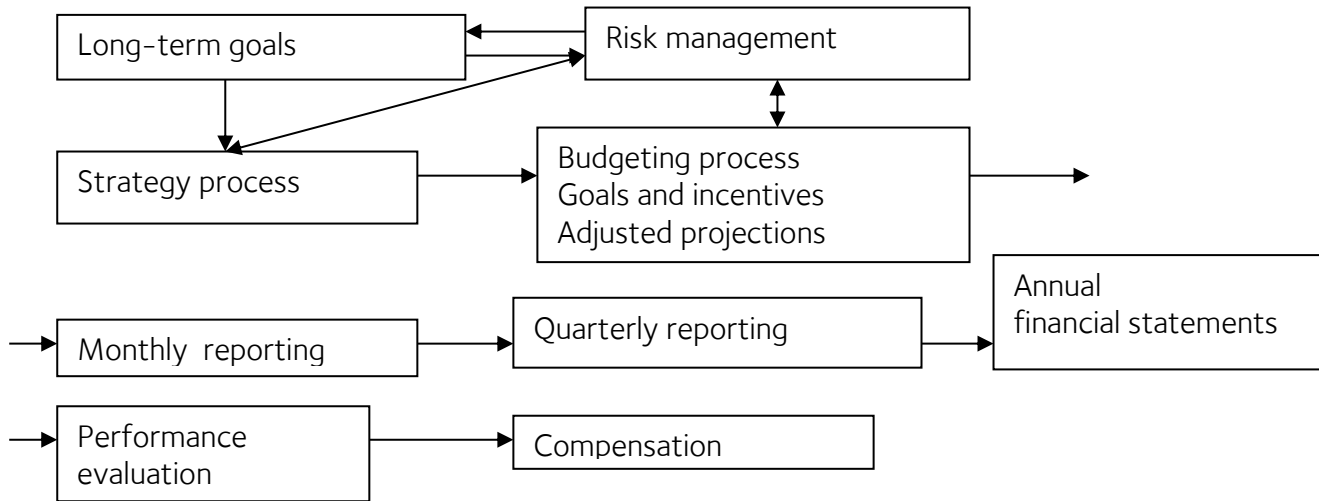 Long-term goals
Risk management
Strategy process
Budgeting process
Goals and incentives
Adjusted projections
Annual
financial statements
Monthly  reporting
Quarterly reporting
Performance
evaluation
Compensation